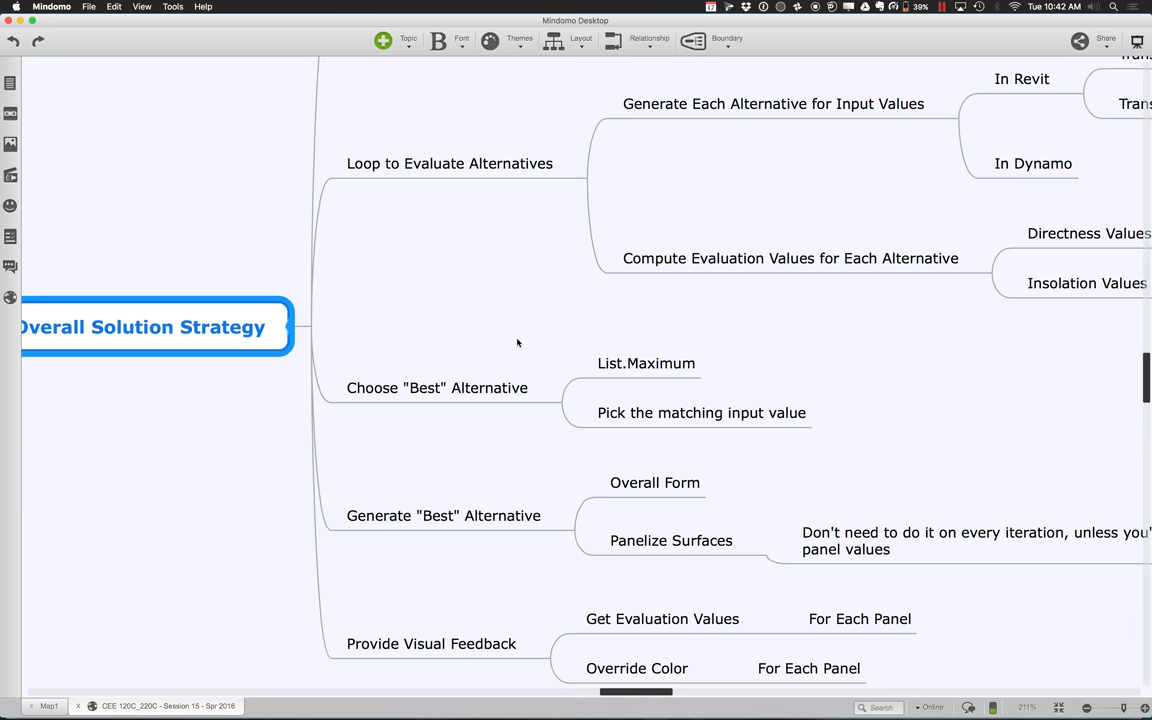 Mindomo File Edit View Tools Help
17
39%
Tue 10:42 AM
Mindomo Desktop
Topic
B Font
Themes
Layout
Relationship
Boundary
Share
Generate Each Alternative for Input Values
In Revit
Loop to Evaluate Alternatives
In Dynamo
Directness Values
Compute Evaluation Values for Each Alternative
Insolation Values
Overall Solution Strategy
List.Maximum
Choose "Best" Alternative
Pick the matching input value
Overall Form
Generate "Best" Alternative
Panelize Surfaces
Don't need to do it on every iteration, unless you'
panel values
Get Evaluation Values
For Each Panel
Provide Visual Feedback
Override Color
For Each Panel
x Map1
x CEE 120C_220C - Session 15 - Spr 2016
Search
Online
211%